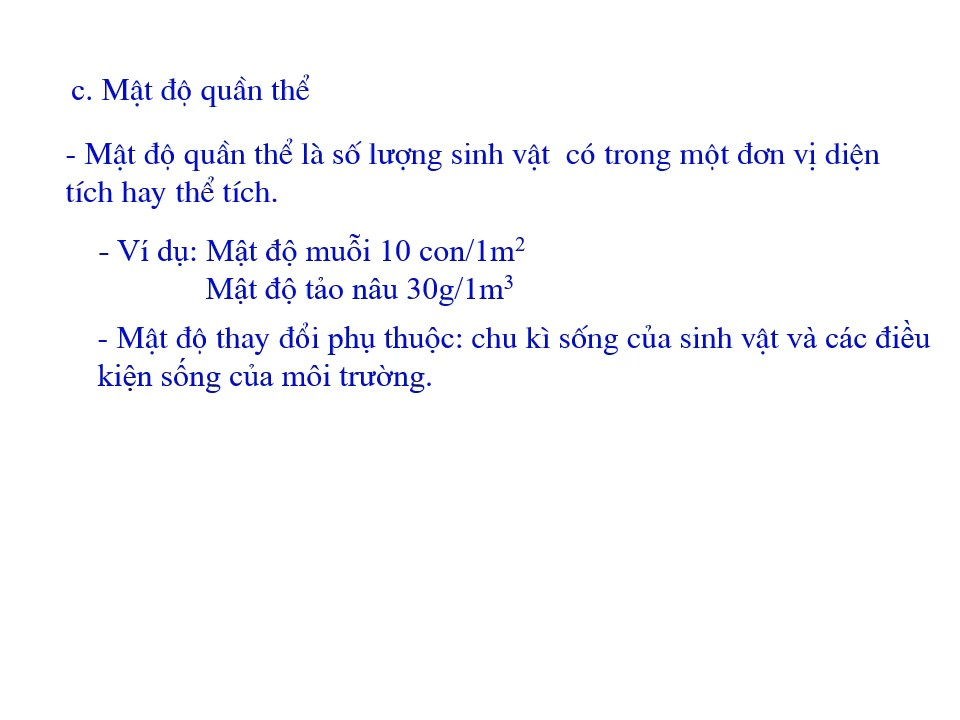 c. Mật độ quần thể
- Mật độ quần thể là số lượng sinh vật có trong một đơn vị diện
tích hay thể tích.
- Ví dụ: Mật độ muỗi 10 con/1m²
Mật độ tảo nâu 30g/1m³
- Mật độ thay đổi phụ thuộc: chu kì sống của sinh vật và các điều
kiện sống của môi trường.